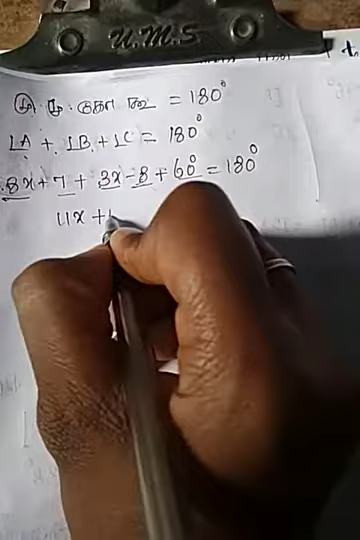 U.M.S
மு. கோ. கூ = 180°
∠A + ∠B + ∠C = 180°
8x + 7 + 3x - 8 + 60° = 180°
11x +